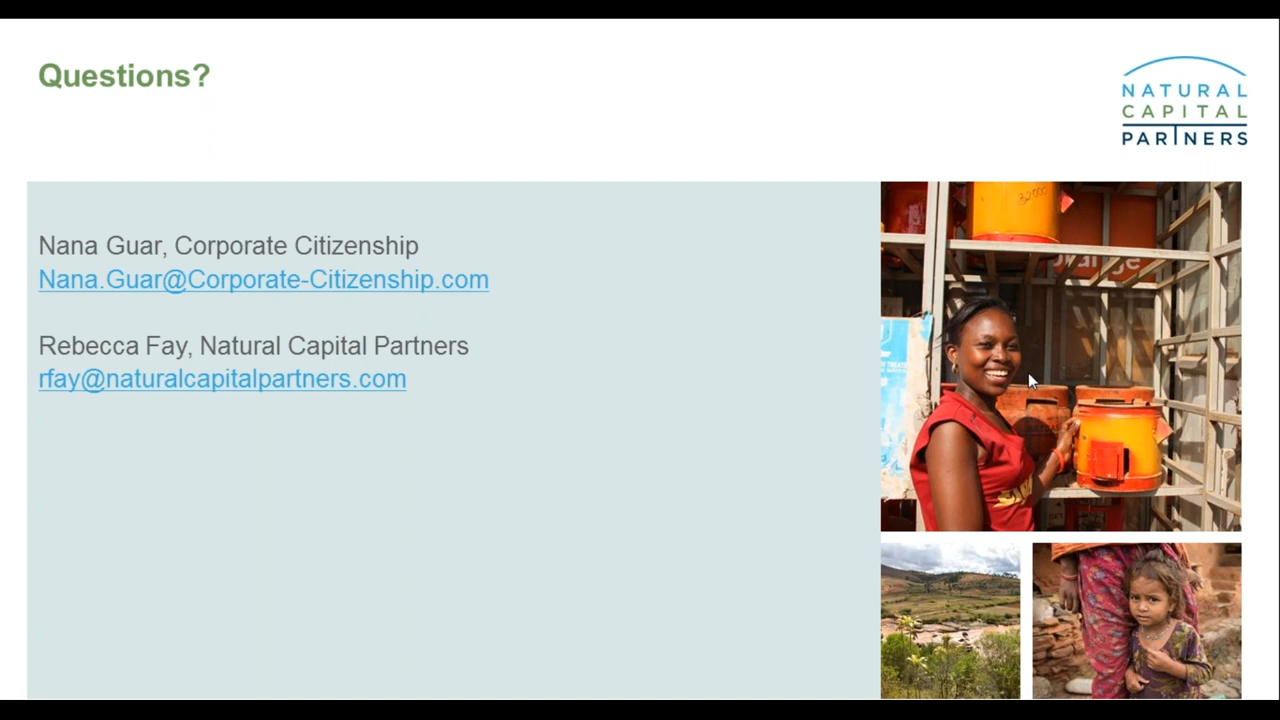 Questions?
NATURAL
CAPITAL
PARTNERS
Nana Guar, Corporate Citizenship
Nana.Guar@Corporate-Citizenship.com
Rebecca Fay, Natural Capital Partners
rfay@naturalcapitalpartners.com